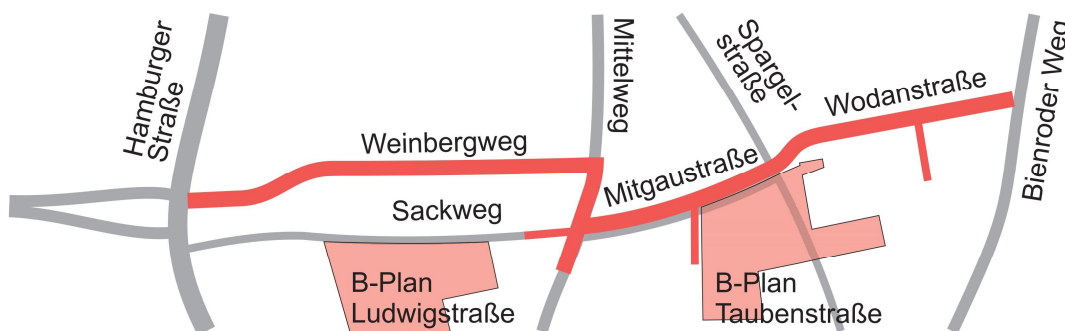 Hamburger
Straße
Weinbergweg
Sackweg
Mittelweg
Mitgaustraße
Spargel-
straße
Wodanstraße
Bienroder Weg
B-Plan
Ludwigstraße
B-Plan
Taubenstraße